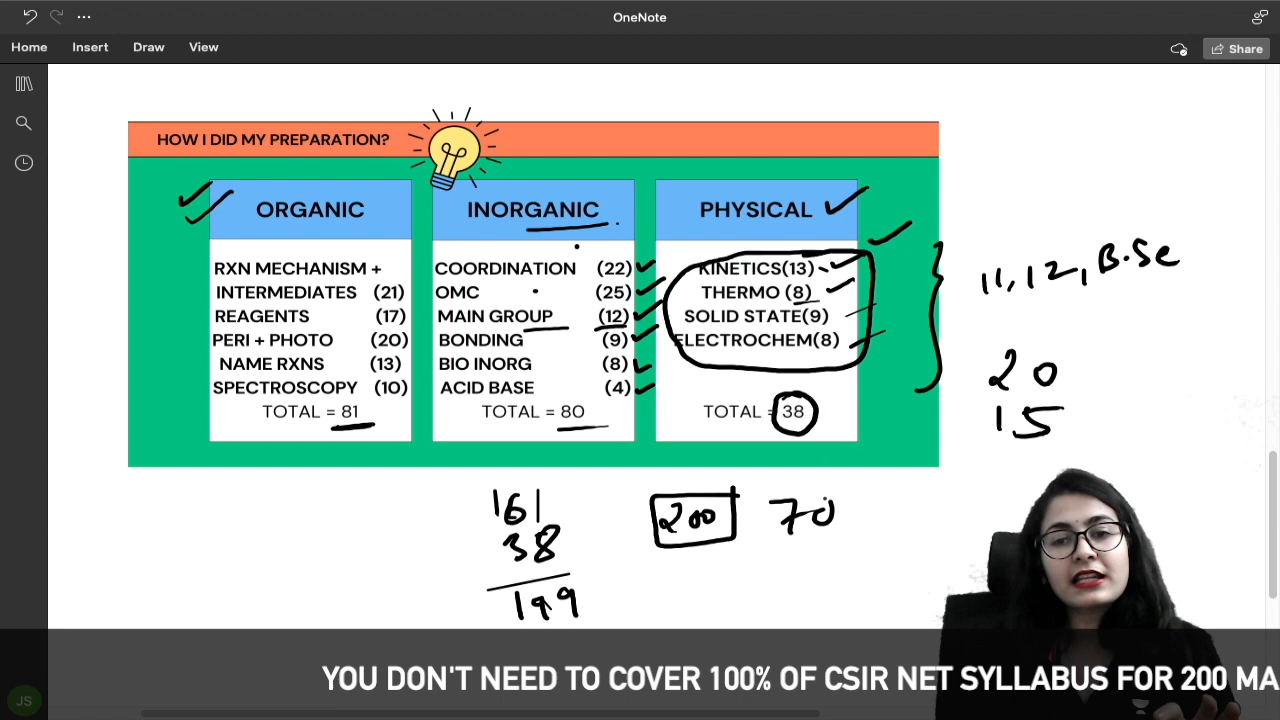 OneNote
Home Insert Draw View
Share
HOW I DID MY PREPARATION?
ORGANIC
RXN MECHANISM +
INTERMEDIATES (21)
REAGENTS (17)
PERI + PHOTO (20)
NAME RXNS (13)
SPECTROSCOPY (10)
TOTAL = 81
INORGANIC
COORDINATION (22)
OMC (25)
MAIN GROUP (12)
BONDING (9)
BIO INORG (8)
ACID BASE (4)
TOTAL = 80
PHYSICAL
KINETICS(13)
THERMO (8)
SOLID STATE(9)
ELECTROCHEM(8)
TOTAL = 38
11, 12, B.Sc
20
15
161
38
199
200 70
YOU DON'T NEED TO COVER 100% OF CSIR NET SYLLABUS FOR 200 MA
JS